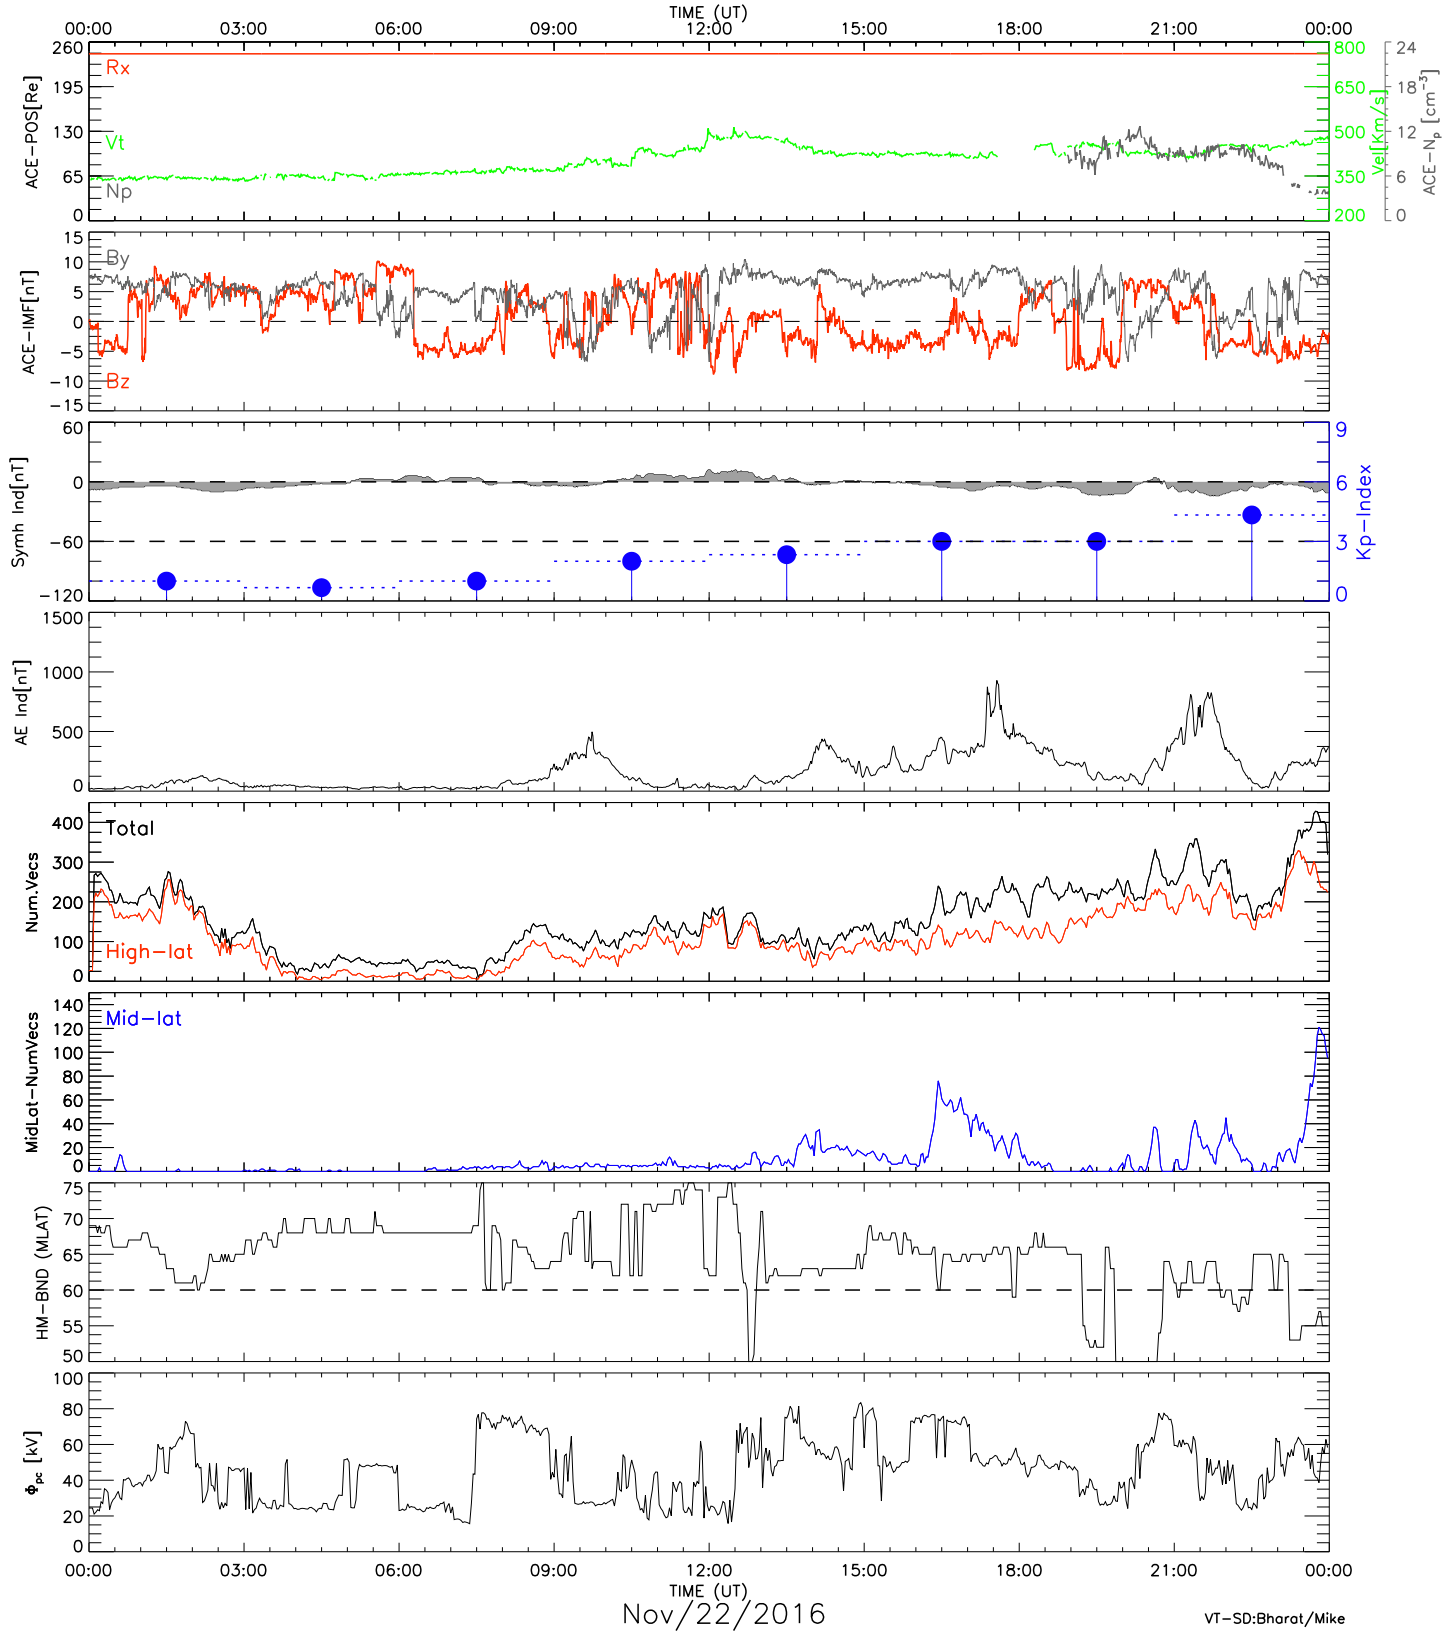 TIME (UT)
00:00 03:00 06:00 09:00 12:00 15:00 18:00 21:00 00:00
260 195 130 65 0
ACE-POS[Re]
Rx
Vt
Np
800 650 500 350 200
Vel[Km/s]
24 18 12 6 0
ACE-Np [cm⁻³]
15 10 5 0 -5 -10 -15
ACE-IMF[nT]
By
Bz
60 0 -60 -120
Symh Ind[nT]
9 6 3 0
Kp-Index
1500 1000 500 0
AE Ind[nT]
400 300 200 100 0
Num.Vecs
Total
High-lat
140 120 100 80 60 40 20 0
MidLat-NumVecs
Mid-lat
75 70 65 60 55 50
HM-BND (MLAT)
100 80 60 40 20 0
Φpc [kV]
00:00 03:00 06:00 09:00 12:00 15:00 18:00 21:00 00:00
TIME (UT)
Nov/22/2016
VT-SD:Bharat/Mike